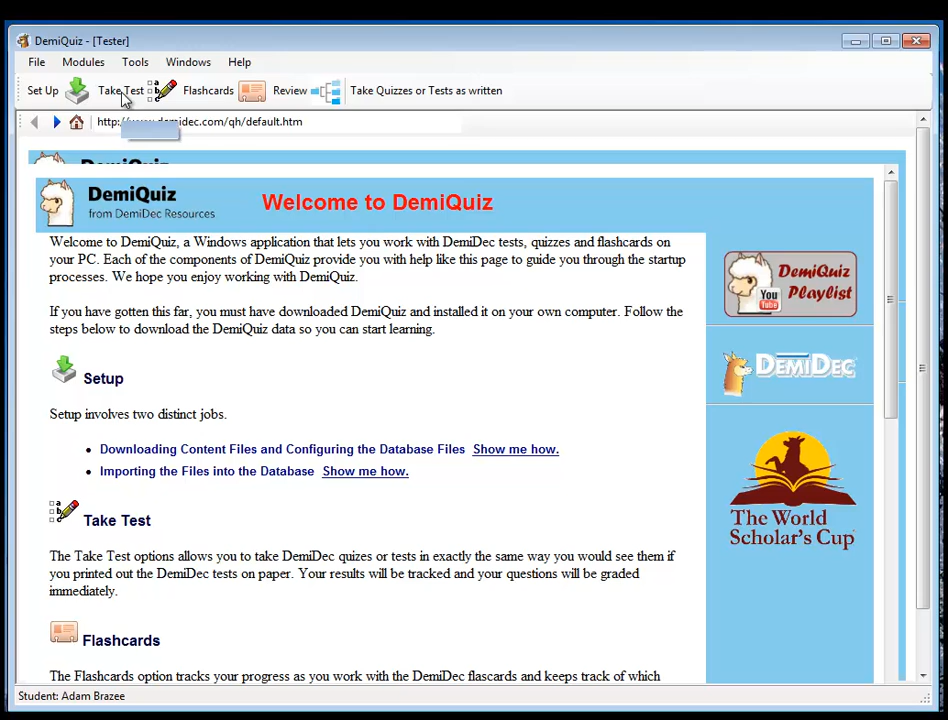 DemiQuiz - [Tester]
File Modules Tools Windows Help
Set Up Take Test Flashcards Review Take Quizzes or Tests as written
http://www.demidec.com/qh/default.htm
DemiQuiz
DemiQuiz Welcome to DemiQuiz
from DemiDec Resources
Welcome to DemiQuiz, a Windows application that lets you work with DemiDec tests, quizzes and flashcards on
your PC. Each of the components of DemiQuiz provide you with help like this page to guide you through the startup
processes. We hope you enjoy working with DemiQuiz.
If you have gotten this far, you must have downloaded DemiQuiz and installed it on your own computer. Follow the
steps below to download the DemiQuiz data so you can start learning.
Setup
Setup involves two distinct jobs.
Downloading Content Files and Configuring the Database Files Show me how.
Importing the Files into the Database Show me how.
Take Test
The Take Test options allows you to take DemiDec quizes or tests in exactly the same way you would see them if
you printed out the DemiDec tests on paper. Your results will be tracked and your questions will be graded
immediately.
Flashcards
The Flashcards option tracks your progress as you work with the DemiDec flascards and keeps track of which
DemiQuiz
Playlist
You
Tube
DEMIDEC
The World
Scholar's Cup
Student: Adam Brazee